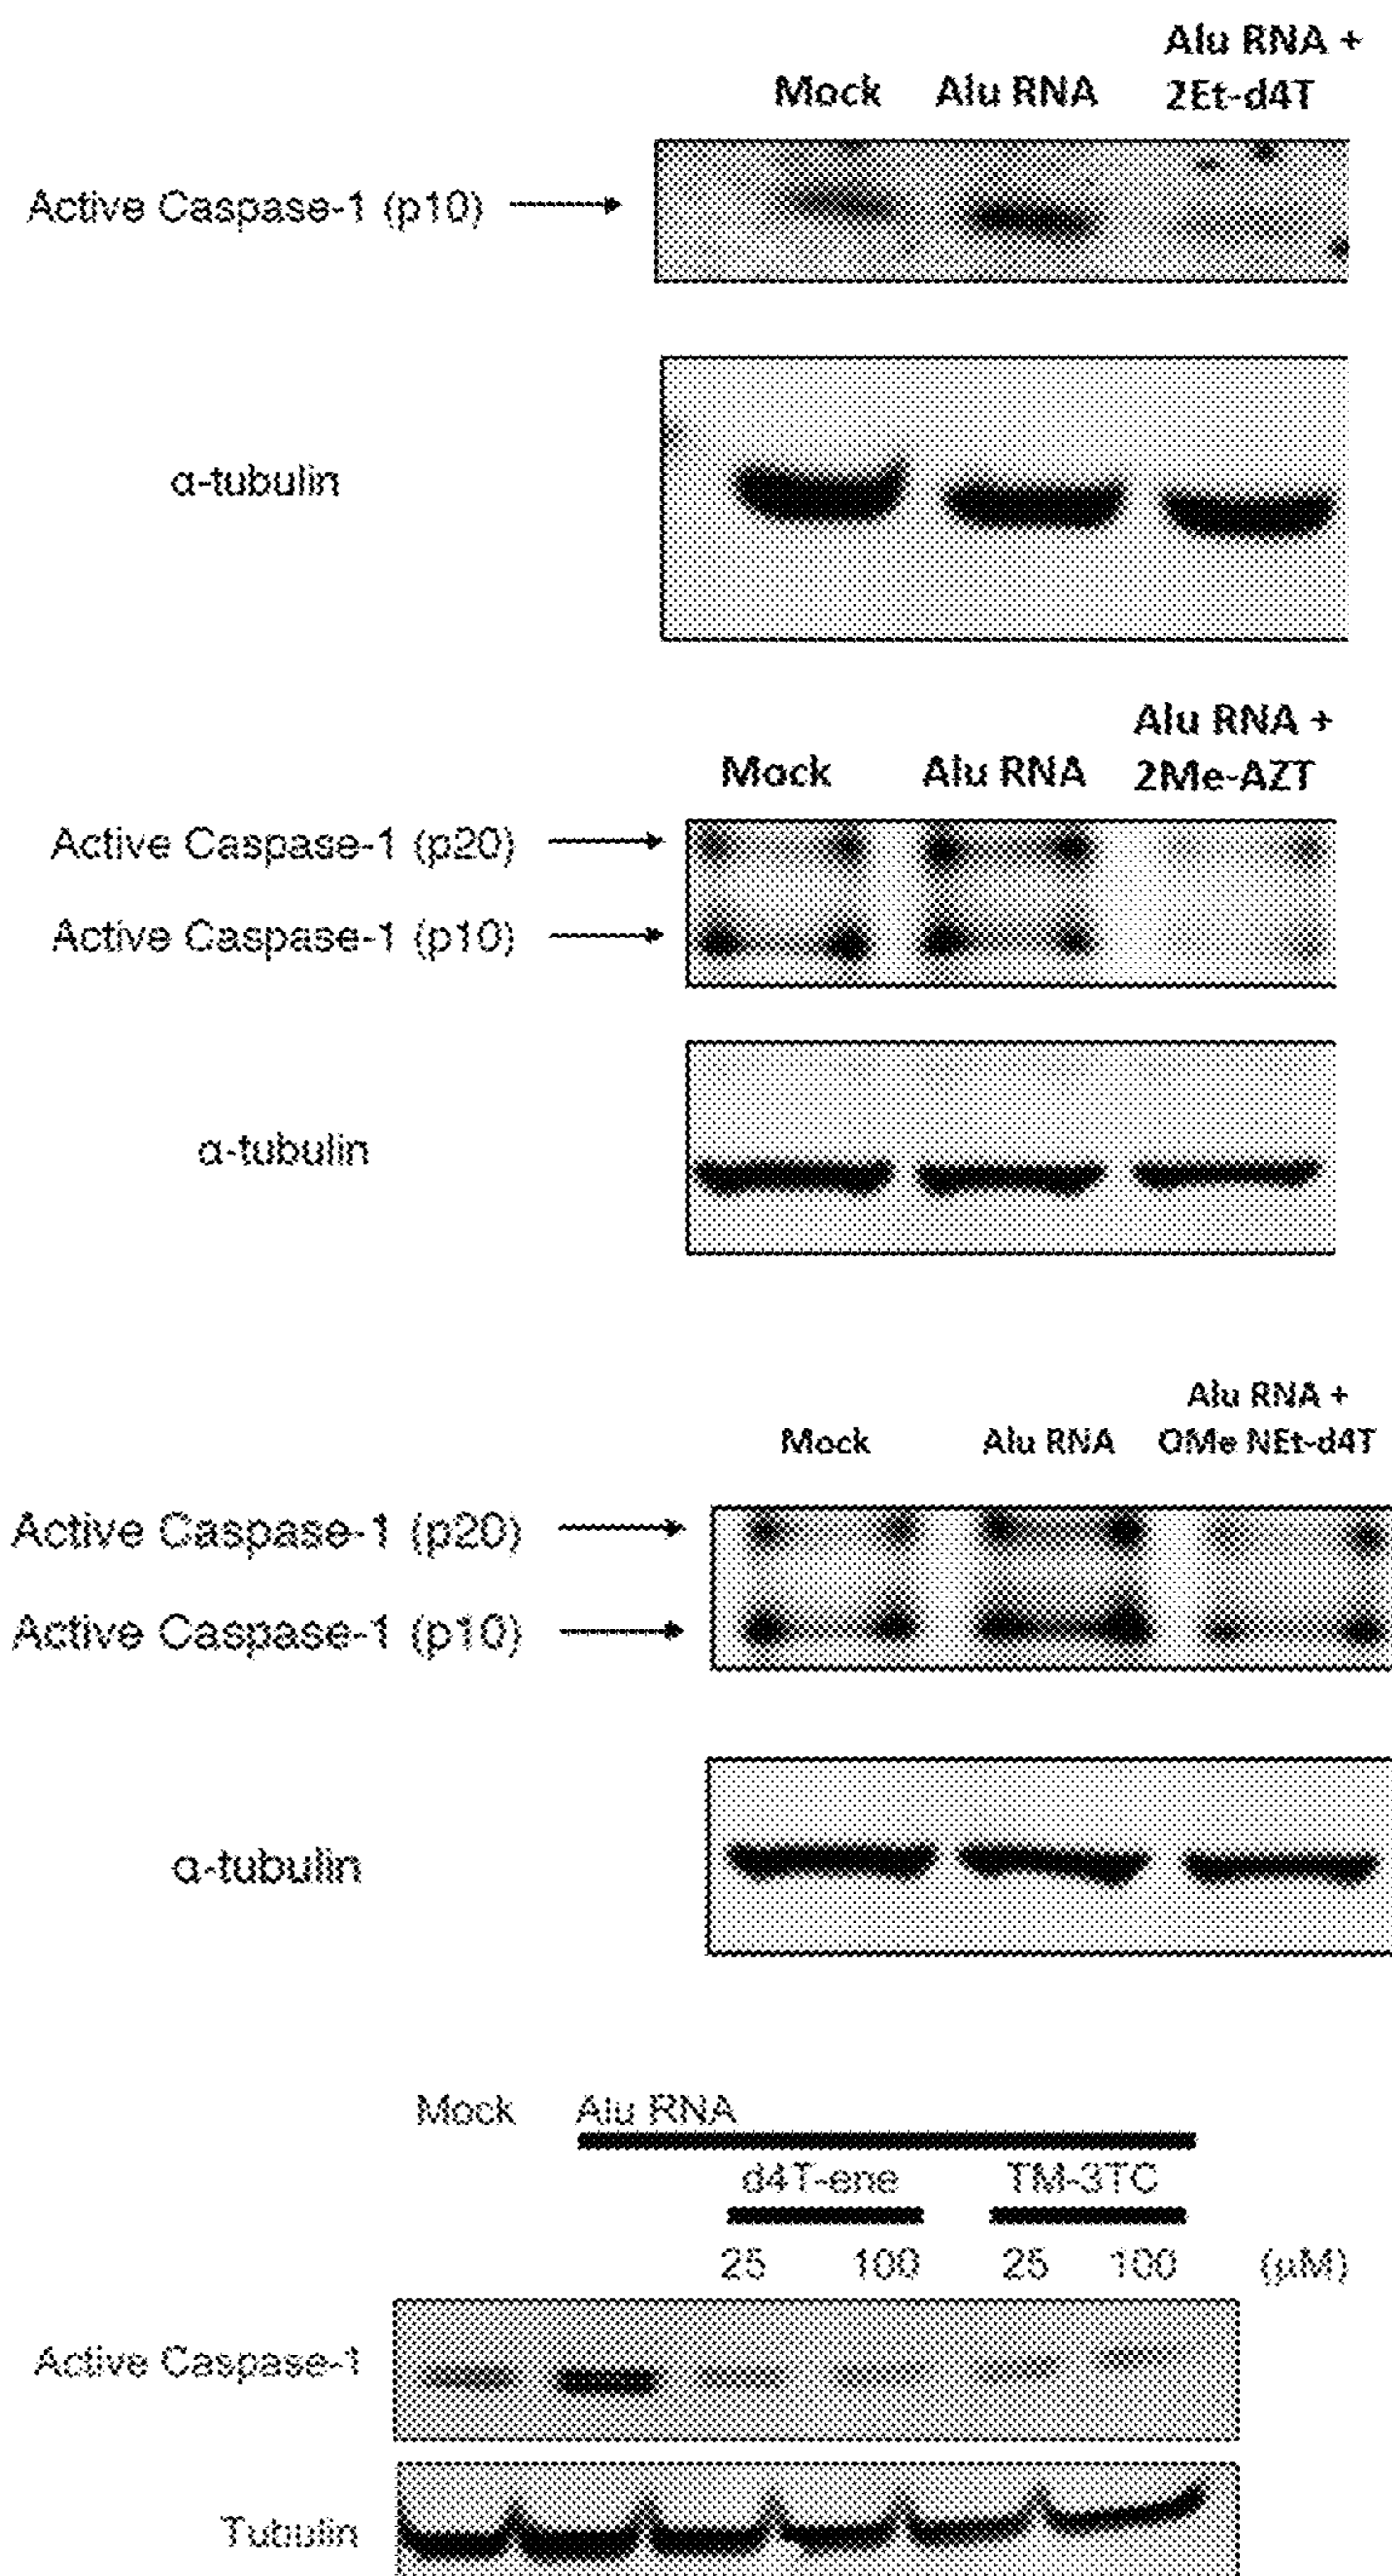 Alu RNA +
Mock Alu RNA 2Et-d4T
Active Caspase-1 (p10)
α-tubulin
Alu RNA +
Mock Alu RNA 2Me-AZT
Active Caspase-1 (p20)
Active Caspase-1 (p10)
α-tubulin
Alu RNA +
Mock Alu RNA OMe NEt-d4T
Active Caspase-1 (p20)
Active Caspase-1 (p10)
α-tubulin
Mock Alu RNA
d4T-ene TM-3TC
25 100 25 100 (μM)
Active Caspase-1
Tubulin